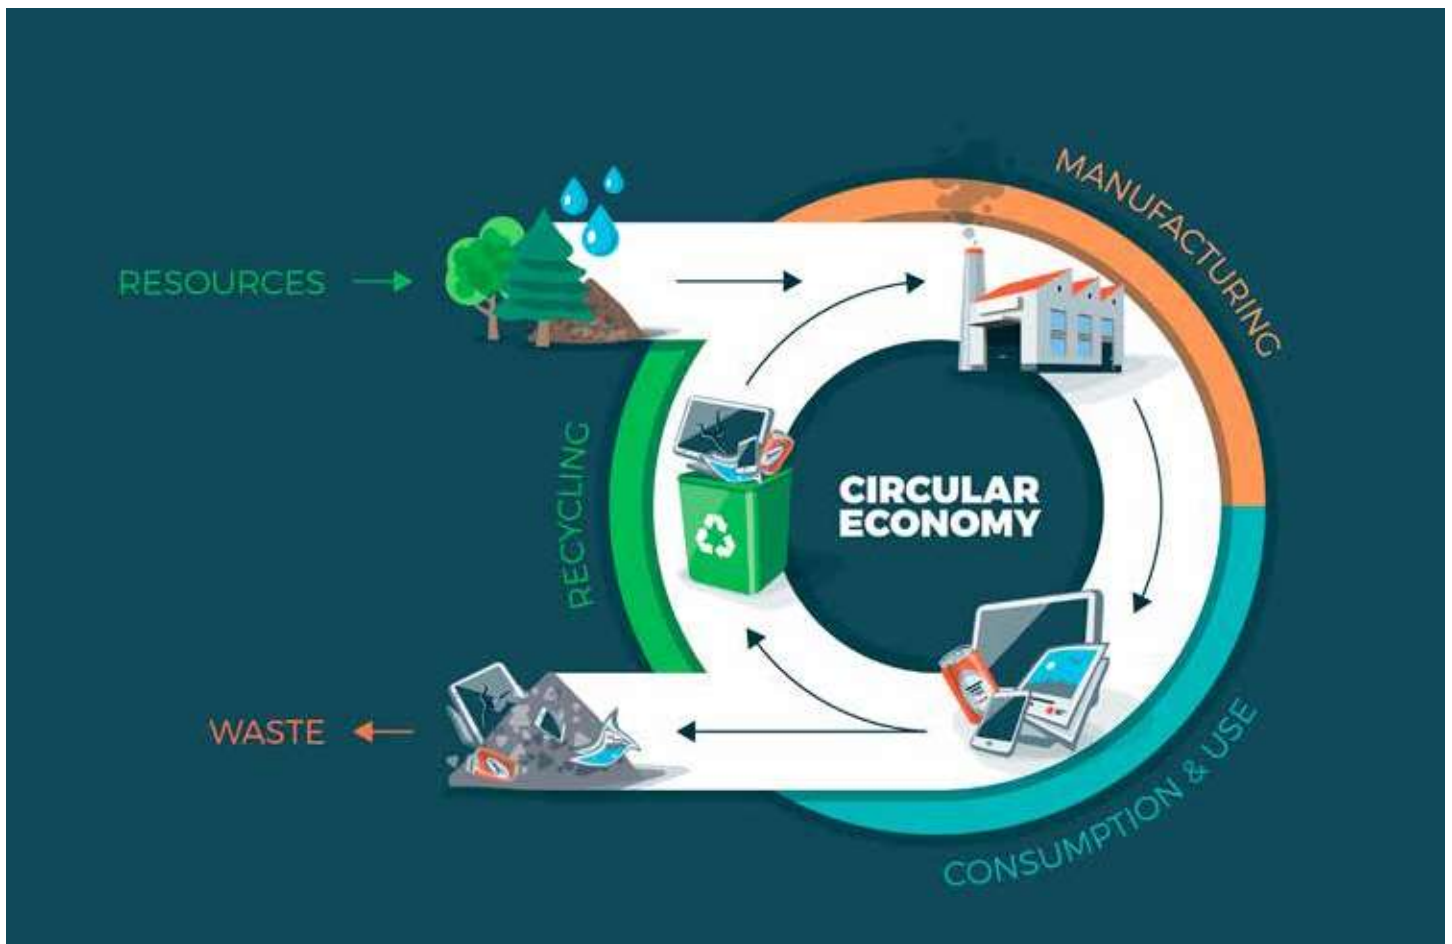 MANUFACTURING
RESOURCES
RECYCLING
CIRCULAR
ECONOMY
WASTE
CONSUMPTION & USE